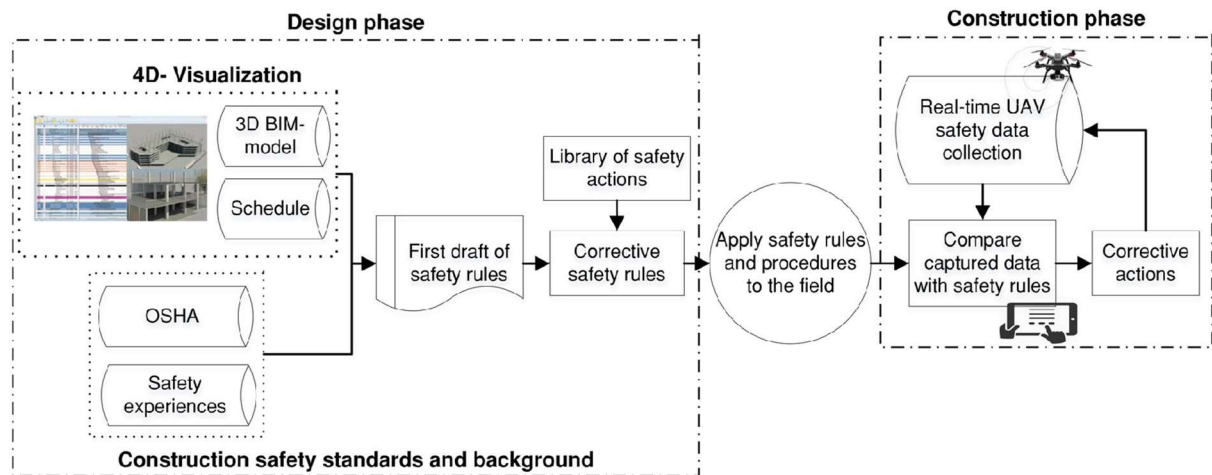 Design phase
Construction phase
4D- Visualization
3D BIM-
model
Schedule
OSHA
Safety
experiences
First draft of
safety rules
Library of safety
actions
Corrective
safety rules
Apply safety rules
and procedures
to the field
Real-time UAV
safety data
collection
Compare
captured data
with safety rules
Corrective
actions
Construction safety standards and background